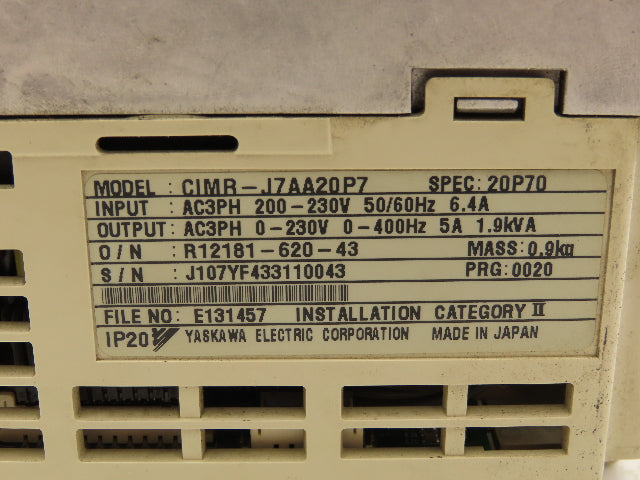 MODEL : CIMR-J7AA20P7 SPEC: 20P70
INPUT : AC3PH 200-230V 50/60Hz 6.4A
OUTPUT: AC3PH 0-230V 0-400Hz 5A 1.9kVA
O / N : R12181-620-43 MASS: 0.9kg
S / N : J107YF433110043 PRG: 0020
FILE NO: E131457 INSTALLATION CATEGORY II
IP20 YASKAWA ELECTRIC CORPORATION MADE IN JAPAN